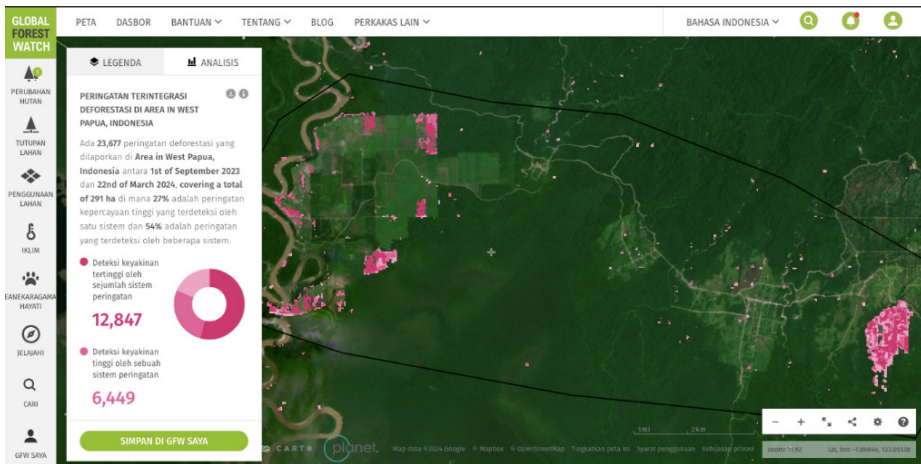 GLOBAL
FOREST
WATCH
PETA DASBOR BANTUAN TENTANG BLOG PERKAKAS LAIN BAHASA INDONESIA
PERUBAHAN
HUTAN
TUTUPAN
LAHAN
PENGGUNAAN
LAHAN
IKLIM
EANEKARAGAMA
HAYATI
JELAJAHI
CARI
GFW SAYA
LEGENDA ANALISIS
PERINGATAN TERINTEGRASI
DEFORESTASI DI AREA IN WEST
PAPUA, INDONESIA
Ada 23,677 peringatan deforestasi yang
dilaporkan di Area in West Papua,
Indonesia antara 1st of September 2023
dan 22nd of March 2024, covering a total
of 291 ha di mana 27% adalah peringatan
kepercayaan tinggi yang terdeteksi oleh
satu sistem dan 54% adalah peringatan
yang terdeteksi oleh beberapa sistem.
Deteksi keyakinan
tertinggi oleh
sejumlah sistem
peringatan
12,847
Deteksi keyakinan
tinggi oleh sebuah
sistem peringatan
6,449
SIMPAN DI GFW SAYA
1mi 2km
CARTO planet. Map data ©2024 Google © Mapbox © OpenStreetMap Tingkatkan peta ini Syarat penggunaan Kebijakan privasi
zoom: 11.92